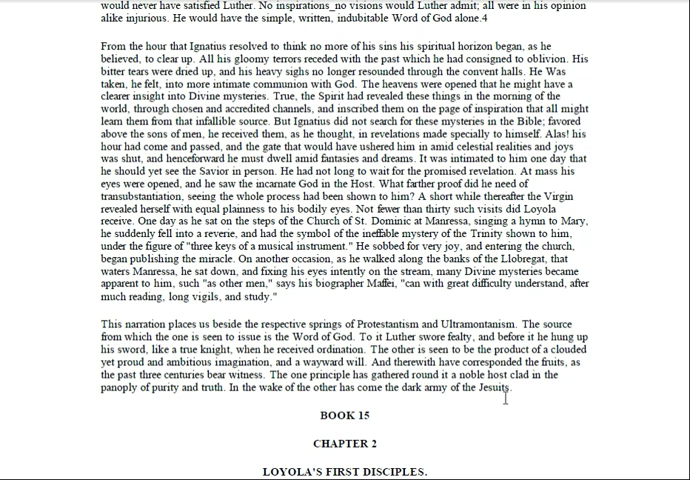 would never have satisfied Luther. No inspirations_no visions would Luther admit; all were in his opinion
alike injurious. He would have the simple, written, indubitable Word of God alone.4
From the hour that Ignatius resolved to think no more of his sins his spiritual horizon began, as he
believed, to clear up. All his gloomy terrors receded with the past which he had consigned to oblivion. His
bitter tears were dried up, and his heavy sighs no longer resounded through the convent halls. He Was
taken, he felt, into more intimate communion with God. The heavens were opened that he might have a
clearer insight into Divine mysteries. True, the Spirit had revealed these things in the morning of the
world, through chosen and accredited channels, and inscribed them on the page of inspiration that all might
learn them from that infallible source. But Ignatius did not search for these mysteries in the Bible; favored
above the sons of men, he received them, as he thought, in revelations made specially to himself. Alas! his
hour had come and passed, and the gate that would have ushered him in amid celestial realities and joys
was shut, and henceforward he must dwell amid fantasies and dreams. It was intimated to him one day that
he should yet see the Savior in person. He had not long to wait for the promised revelation. At mass his
eyes were opened, and he saw the incarnate God in the Host. What farther proof did he need of
transubstantiation, seeing the whole process had been shown to him? A short while thereafter the Virgin
revealed herself with equal plainness to his bodily eyes. Not fewer than thirty such visits did Loyola
receive. One day as he sat on the steps of the Church of St. Dominic at Manressa, singing a hymn to Mary,
he suddenly fell into a reverie, and had the symbol of the ineffable mystery of the Trinity shown to him,
under the figure of "three keys of a musical instrument." He sobbed for very joy, and entering the church,
began publishing the miracle. On another occasion, as he walked along the banks of the Llobregat, that
waters Manressa, he sat down, and fixing his eyes intently on the stream, many Divine mysteries became
apparent to him, such "as other men," says his biographer Maffei, "can with great difficulty understand, after
much reading, long vigils, and study."
This narration places us beside the respective springs of Protestantism and Ultramontanism. The source
from which the one is seen to issue is the Word of God. To it Luther swore fealty, and before it he hung up
his sword, like a true knight, when he received ordination. The other is seen to be the product of a clouded
yet proud and ambitious imagination, and a wayward will. And therewith have corresponded the fruits, as
the past three centuries bear witness. The one principle has gathered round it a noble host clad in the
panoply of purity and truth. In the wake of the other has come the dark army of the Jesuits.
BOOK 15
CHAPTER 2
LOYOLA'S FIRST DISCIPLES.